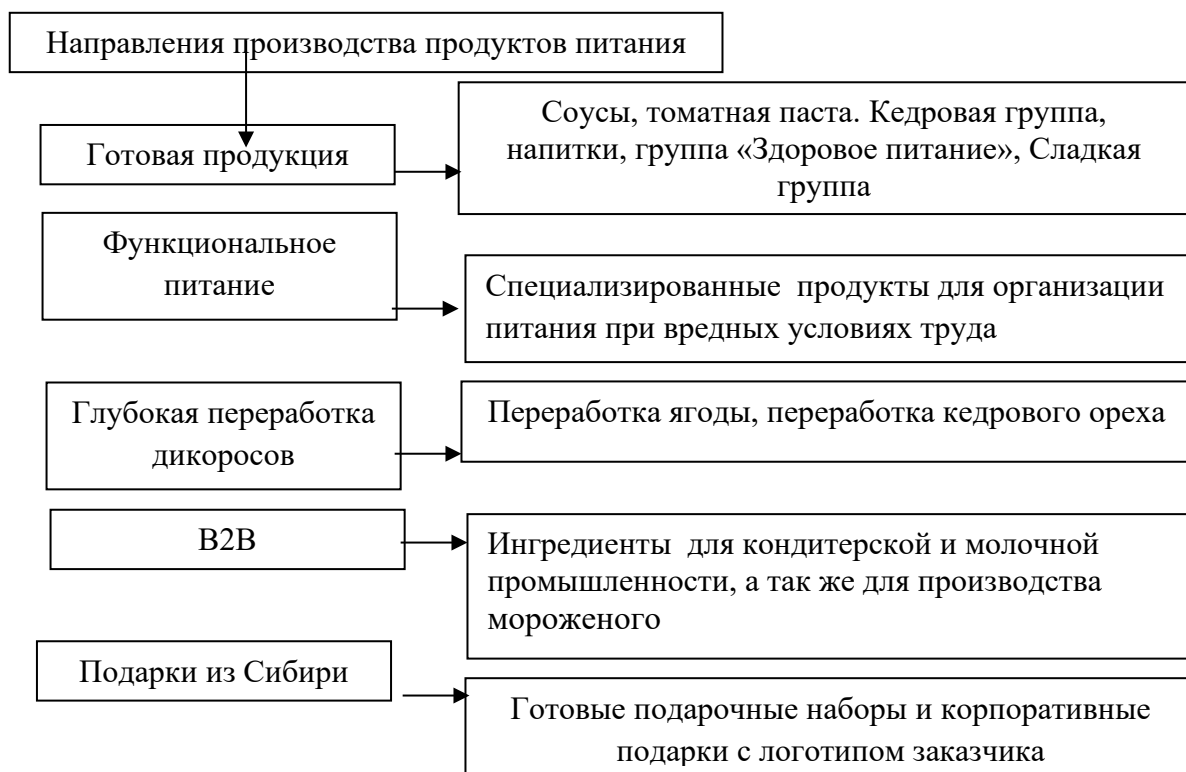 Направления производства продуктов питания
Готовая продукция
Соусы, томатная паста. Кедровая группа,
напитки, группа «Здоровое питание», Сладкая
группа
Функциональное
питание
Специализированные продукты для организации
питания при вредных условиях труда
Глубокая переработка
дикоросов
Переработка ягоды, переработка кедрового ореха
В2В
Ингредиенты для кондитерской и молочной
промышленности, а так же для производства
мороженого
Подарки из Сибири
Готовые подарочные наборы и корпоративные
подарки с логотипом заказчика